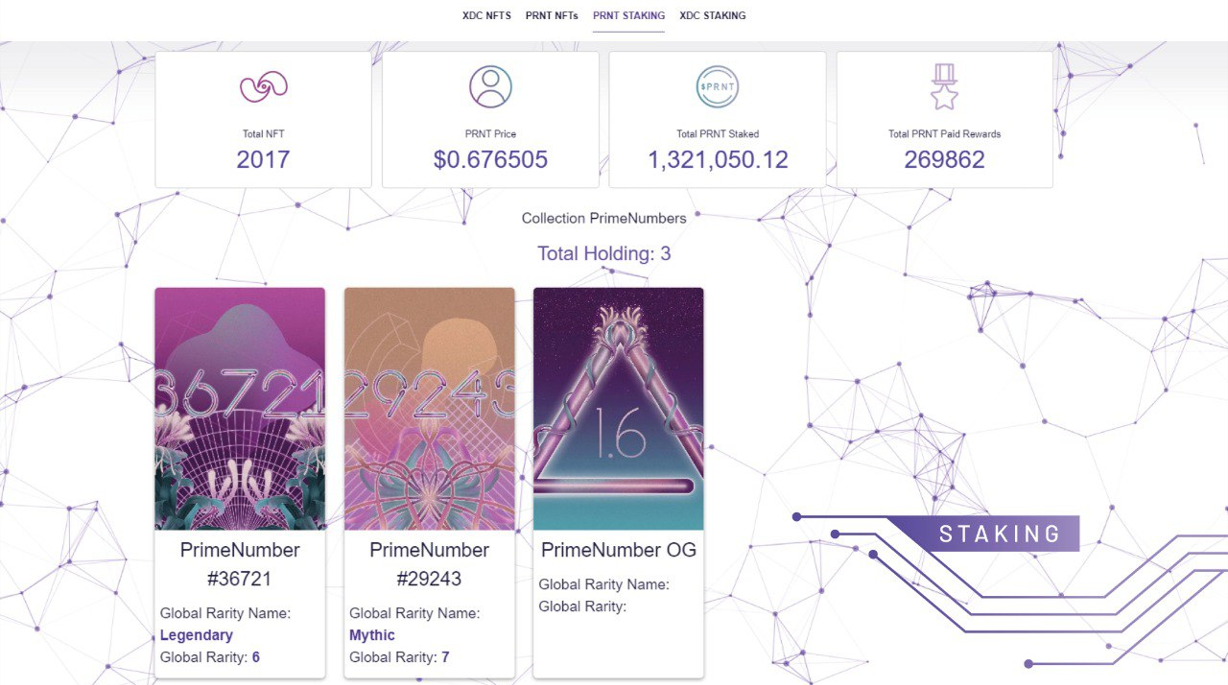 XDC NFTS PRNT NFTs PRNT STAKING XDC STAKING
$PRNT
Total NFT PRNT Price Total PRNT Staked Total PRNT Paid Rewards
2017 $0.676505 1,321,050.12 269862
Collection PrimeNumbers
Total Holding: 3
36721 29243 1.6
PrimeNumber
#36721
Global Rarity Name:
Legendary
Global Rarity: 6
PrimeNumber
#29243
Global Rarity Name:
Mythic
Global Rarity: 7
PrimeNumber OG
Global Rarity Name:
Global Rarity:
STAKING